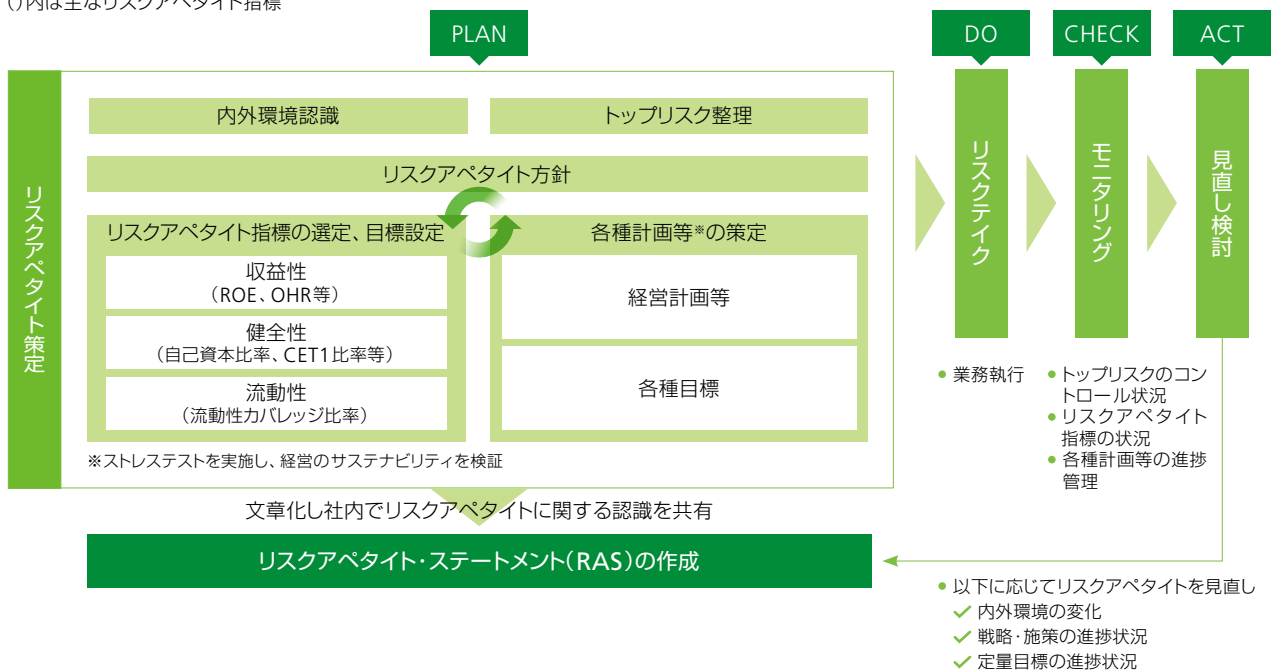 ()内は主なリスクアペタイト指標
PLAN
DO
CHECK
ACT
リスクアペタイト策定
内外環境認識
トップリスク整理
リスクアペタイト方針
リスクアペタイト指標の選定、目標設定
収益性
(ROE、OHR等)
健全性
(自己資本比率、CET1比率等)
流動性
(流動性カバレッジ比率)
各種計画等※の策定
経営計画等
各種目標
※ストレステストを実施し、経営のサステナビリティを検証
文章化し社内でリスクアペタイトに関する認識を共有
リスクアペタイト・ステートメント(RAS)の作成
リスクテイク
モニタリング
見直し検討
● 業務執行
● トップリスクのコン
トロール状況
● リスクアペタイト
指標の状況
● 各種計画等の進捗
管理
● 以下に応じてリスクアペタイトを見直し
✓ 内外環境の変化
✓ 戦略・施策の進捗状況
✓ 定量目標の進捗状況